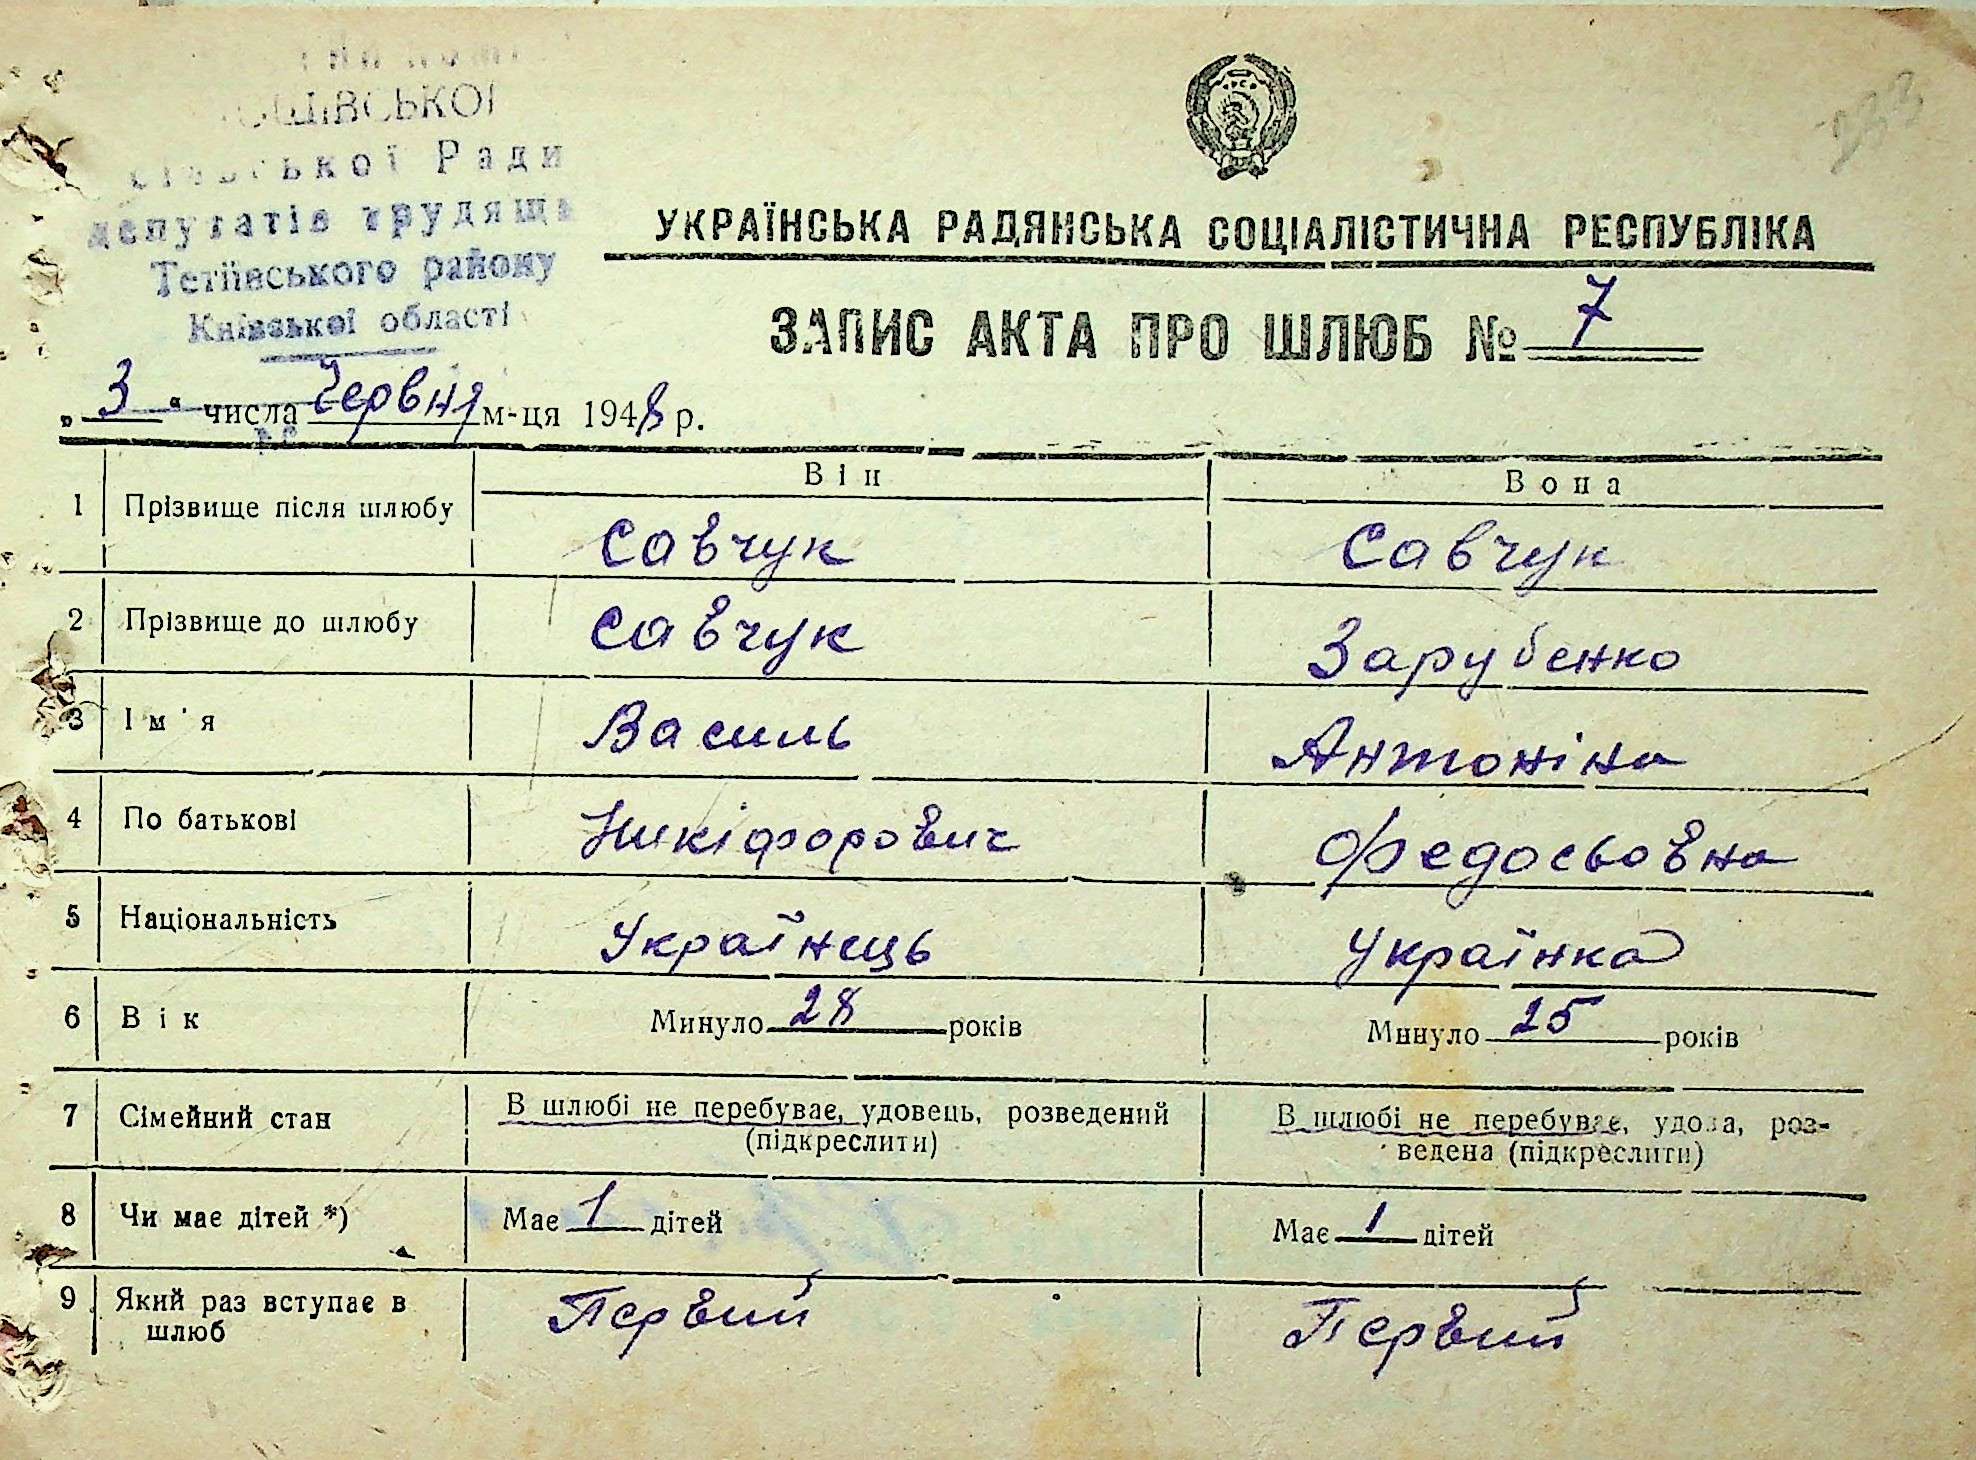 Ради
депутатів трудящ
Тетіївського району
Київської області
УКРАЇНСЬКА РАДЯНСЬКА СОЦІАЛІСТИЧНА РЕСПУБЛІКА
ЗАПИС АКТА ПРО ШЛЮБ № 7
„3“ числа Червня м-ця 1948 р.
Він Вона
1 Прізвище після шлюбу Савчук Савчук
2 Прізвище до шлюбу Савчук Зарубенко
3 Ім'я Василь Антоніна
4 По батькові Никіфорович Федосьовна
5 Національність Українець Українка
6 Вік Минуло 28 років Минуло 25 років
7 Сімейний стан В шлюбі не перебуває, удовець, розведений (підкреслити) В шлюбі не перебуває, удова, роз-
ведена (підкреслити)
8 Чи має дітей *) Має 1 дітей Має 1 дітей
9 Який раз вступає в Первий Первий
шлюб